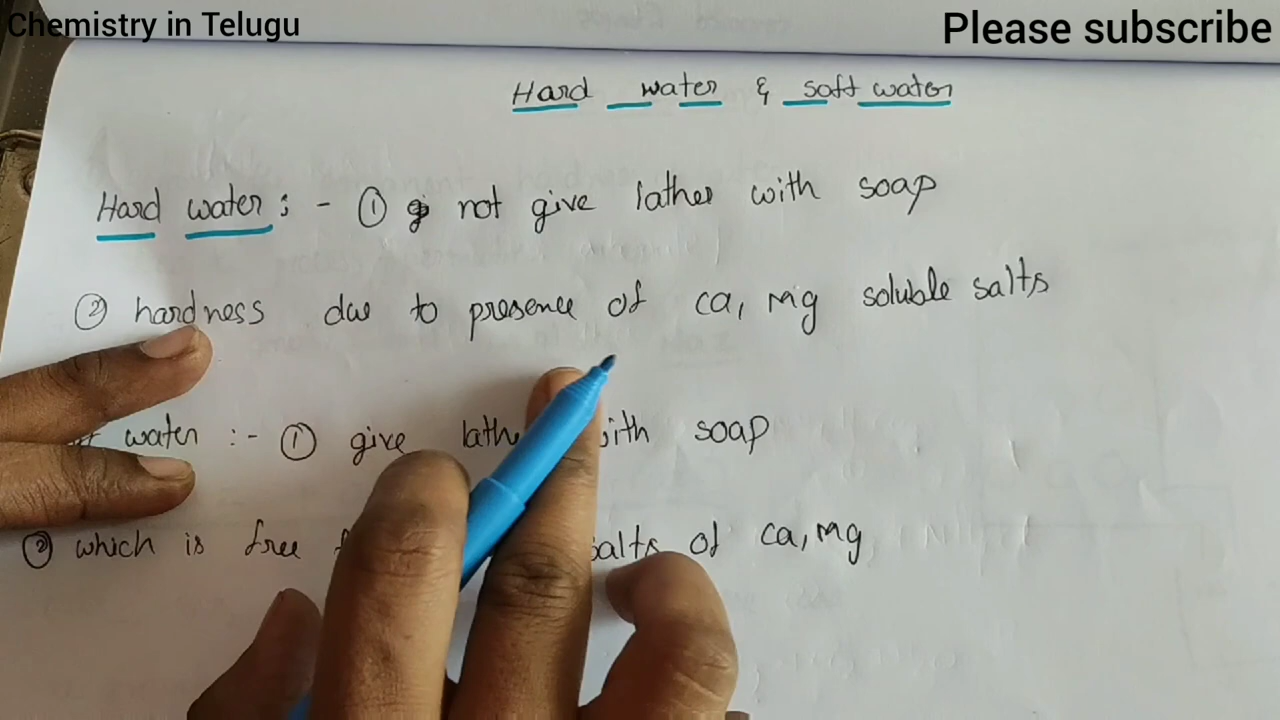 Chemistry in Telugu
Please subscribe
Hard water & soft water
Hard water :- ① not give lather with soap
② hardness due to presence of ca, Mg soluble salts
water :- ① give with soap
② which is free salts of ca, mg